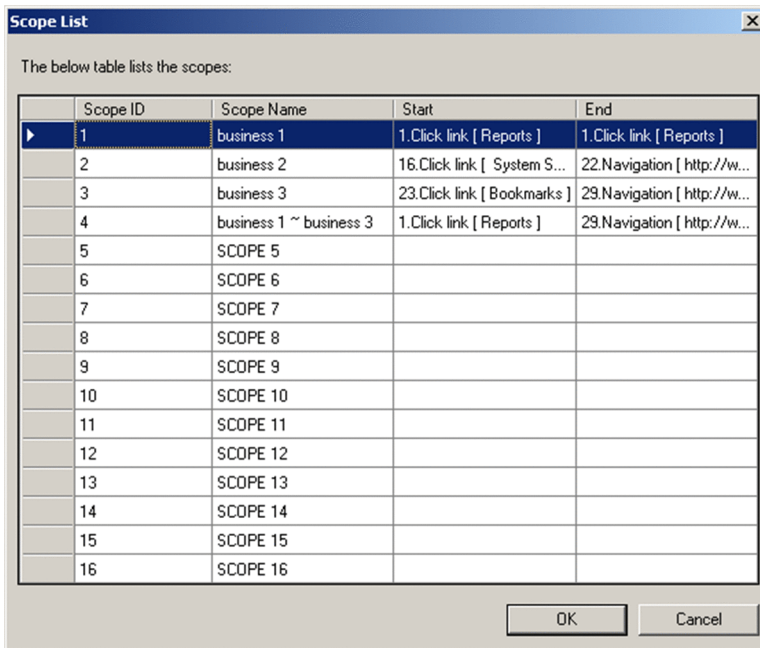 Scope List
The below table lists the scopes:
Scope ID Scope Name Start End
1 business 1 1.Click link [ Reports ] 1.Click link [ Reports ]
2 business 2 16.Click link [  System S... 22.Navigation [ http://w...
3 business 3 23.Click link [ Bookmarks ] 29.Navigation [ http://w...
4 business 1 ~ business 3 1.Click link [ Reports ] 29.Navigation [ http://w...
5 SCOPE 5
6 SCOPE 6
7 SCOPE 7
8 SCOPE 8
9 SCOPE 9
10 SCOPE 10
11 SCOPE 11
12 SCOPE 12
13 SCOPE 13
14 SCOPE 14
15 SCOPE 15
16 SCOPE 16
OK Cancel